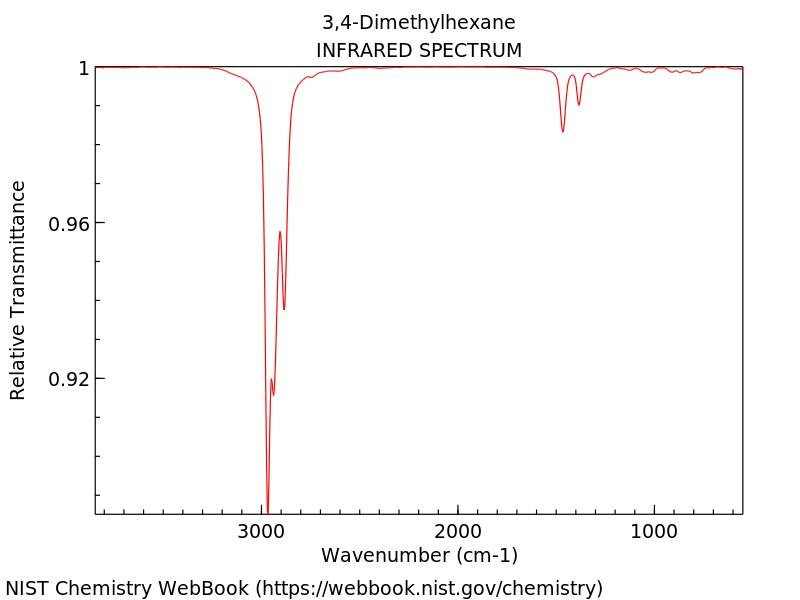 3,4-Dimethylhexane
INFRARED SPECTRUM
1
0.96
0.92
Relative Transmittance
3000 2000 1000
Wavenumber (cm-1)
NIST Chemistry WebBook (https://webbook.nist.gov/chemistry)